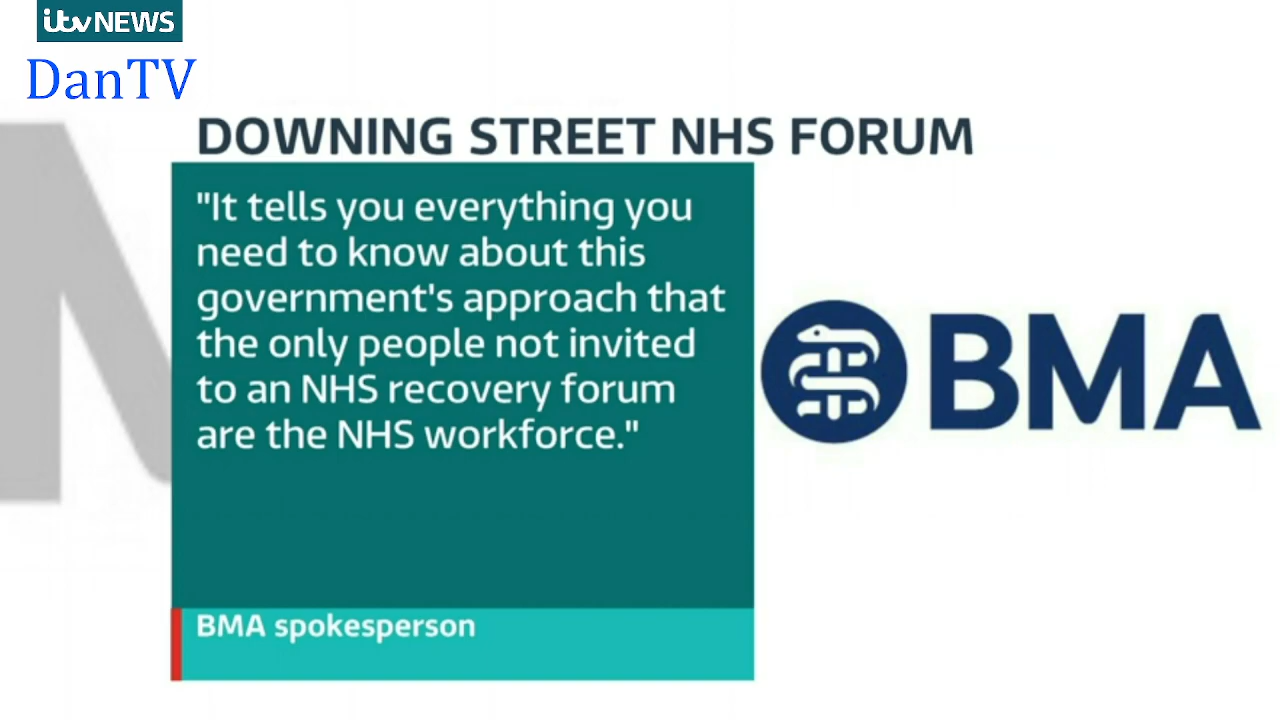 itv NEWS
DanTV
DOWNING STREET NHS FORUM
"It tells you everything you
need to know about this
government's approach that
the only people not invited
to an NHS recovery forum
are the NHS workforce."
BMA
BMA spokesperson